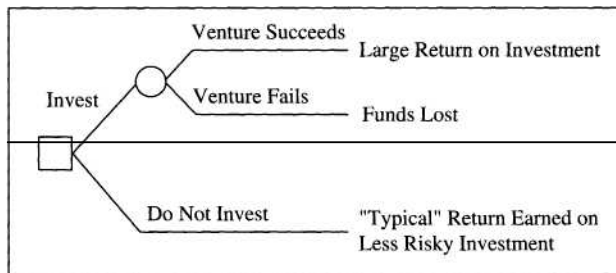 Venture Succeeds
Large Return on Investment
Invest
Venture Fails
Funds Lost
Do Not Invest
"Typical" Return Earned on
Less Risky Investment